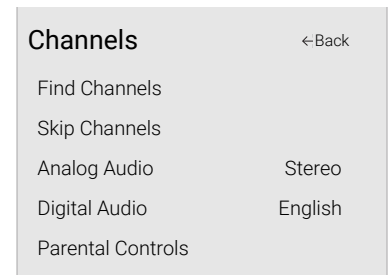 Channels ←Back
Find Channels
Skip Channels
Analog Audio Stereo
Digital Audio English
Parental Controls